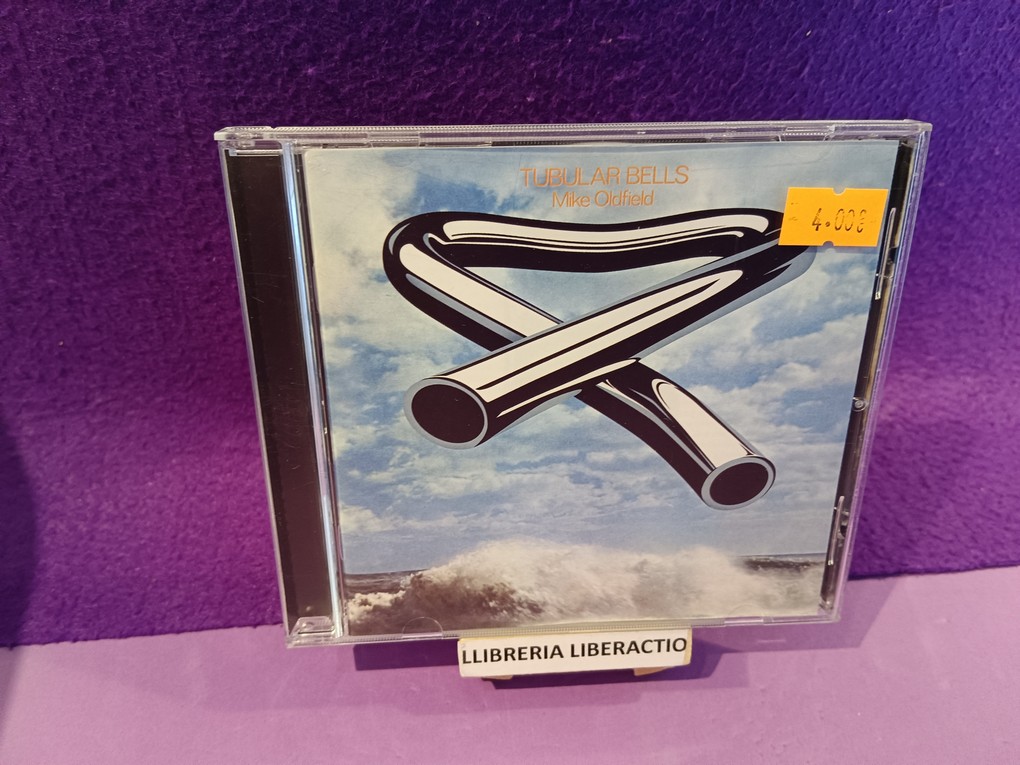 TUBULAR BELLS
Mike Oldfield
4.00€
LLIBRERIA LIBERACTIO